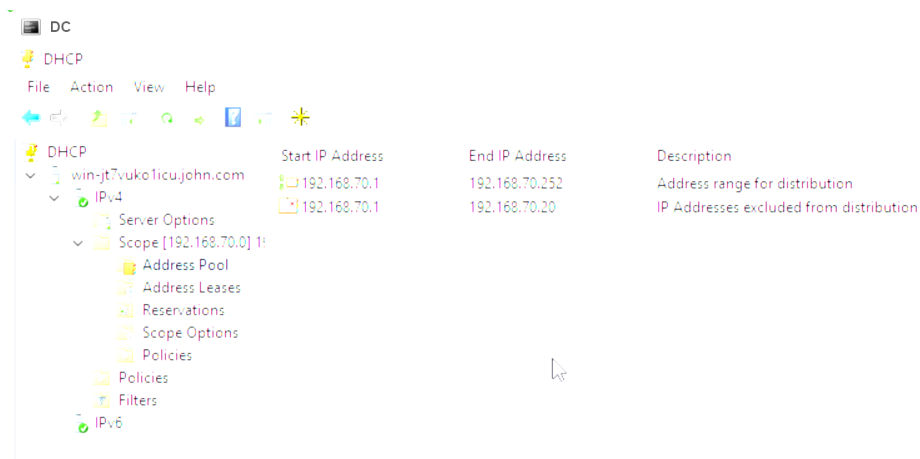 DC
DHCP
File Action View Help
DHCP
win-jt7vuko1icu.john.com
IPv4
Server Options
Scope [192.168.70.0] 19
Address Pool
Address Leases
Reservations
Scope Options
Policies
Policies
Filters
IPv6
Start IP Address End IP Address Description
192.168.70.1 192.168.70.252 Address range for distribution
192.168.70.1 192.168.70.20 IP Addresses excluded from distribution